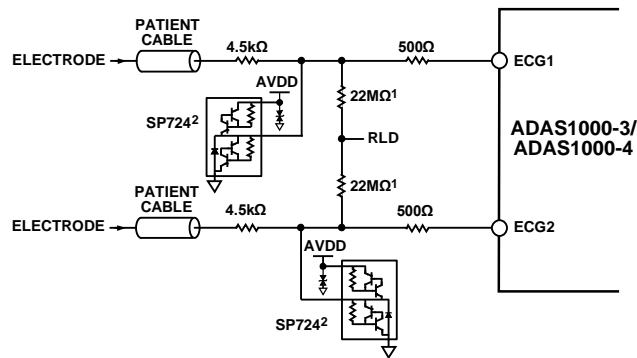 PATIENT
CABLE
ELECTRODE
4.5kΩ
500Ω
ECG1
AVDD
22MΩ1
SP7242
RLD
ADAS1000-3/
ADAS1000-4
22MΩ1
PATIENT
CABLE
ELECTRODE
4.5kΩ
500Ω
ECG2
AVDD
SP7242